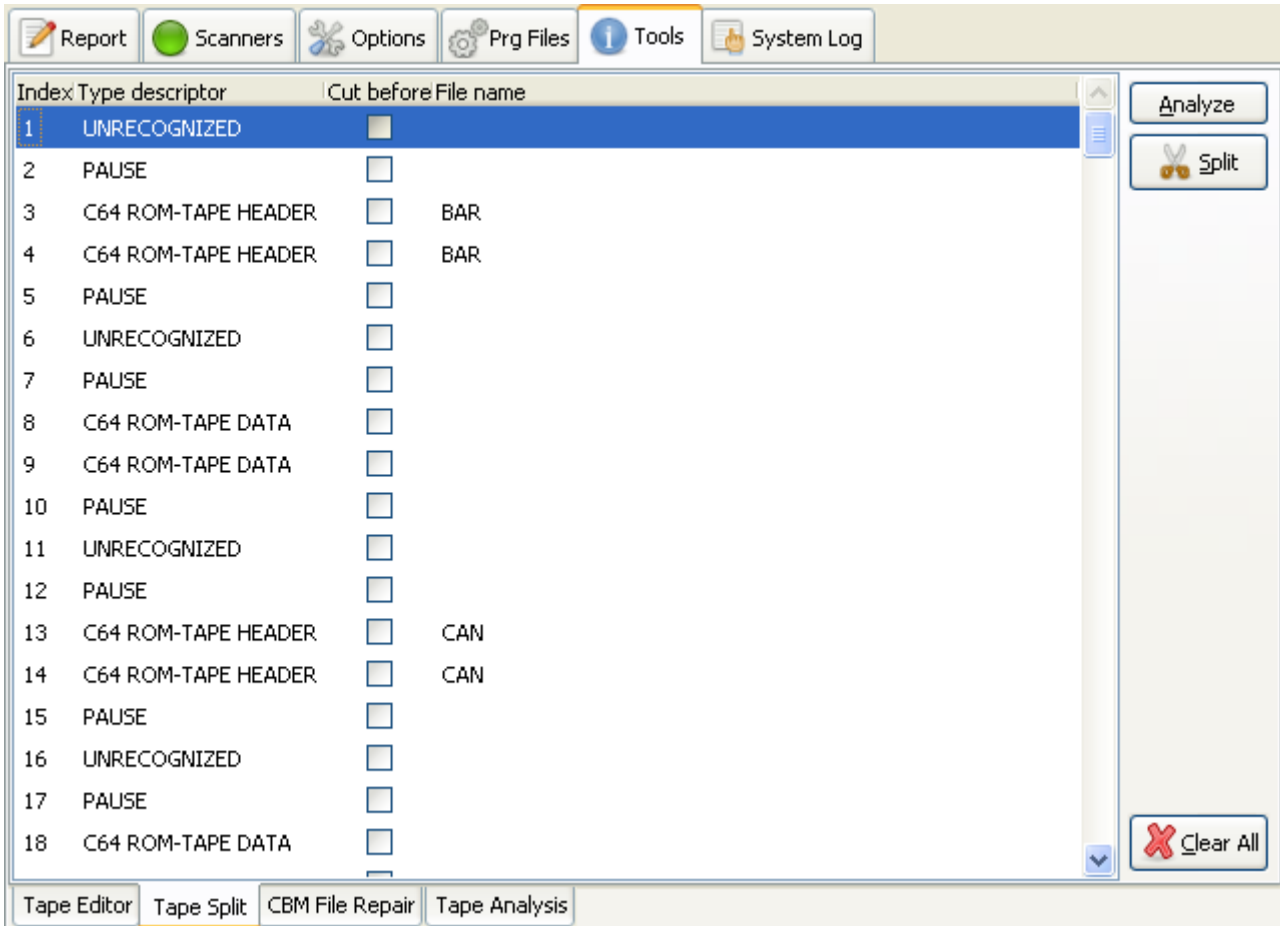 Report Scanners Options Prg Files Tools System Log
Index Type descriptor Cut before File name
1 UNRECOGNIZED
2 PAUSE
3 C64 ROM-TAPE HEADER BAR
4 C64 ROM-TAPE HEADER BAR
5 PAUSE
6 UNRECOGNIZED
7 PAUSE
8 C64 ROM-TAPE DATA
9 C64 ROM-TAPE DATA
10 PAUSE
11 UNRECOGNIZED
12 PAUSE
13 C64 ROM-TAPE HEADER CAN
14 C64 ROM-TAPE HEADER CAN
15 PAUSE
16 UNRECOGNIZED
17 PAUSE
18 C64 ROM-TAPE DATA
Analyze
Split
Clear All
Tape Editor Tape Split CBM File Repair Tape Analysis